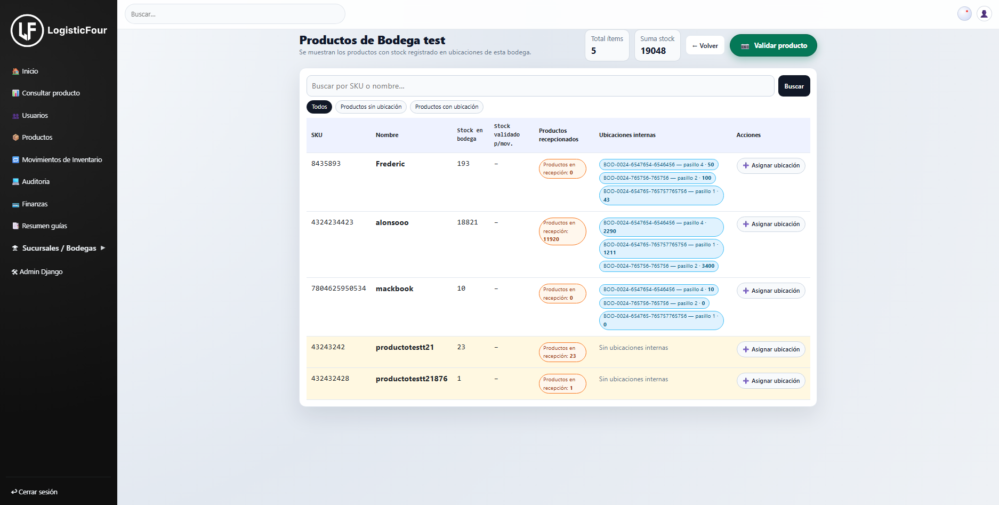 LF LogisticFour
Inicio
Consultar producto
Usuarios
Productos
Movimientos de Inventario
Auditoria
Finanzas
Resumen guías
Sucursales / Bodegas ▶
Admin Django
Cerrar sesión
Buscar...
Productos de Bodega test
Se muestran los productos con stock registrado en ubicaciones de esta bodega.
Total ítems
5
Suma stock
19048
← Volver
Validar producto
Buscar por SKU o nombre...
Buscar
Todos
Productos sin ubicación
Productos con ubicación
SKU
Nombre
Stock en
bodega
Stock
validado
p/mov.
Productos
recepcionados
Ubicaciones internas
Acciones
8435893
Frederic
193
–
Productos en
recepción: 0
BOD-0024-6547654-6546456 — pasillo 4 · 50
BOD-0024-765756-765756 — pasillo 2 · 100
BOD-0024-654765-765757765756 — pasillo 1 ·
43
Asignar ubicación
4324234423
alonsooo
18821
–
Productos en
recepción:
11920
BOD-0024-6547654-6546456 — pasillo 4 ·
2290
BOD-0024-654765-765757765756 — pasillo 1 ·
1211
BOD-0024-765756-765756 — pasillo 2 · 3400
Asignar ubicación
7804625950534
mackbook
10
–
Productos en
recepción: 0
BOD-0024-6547654-6546456 — pasillo 4 · 10
BOD-0024-765756-765756 — pasillo 2 · 0
BOD-0024-654765-765757765756 — pasillo 1 ·
0
Asignar ubicación
43243242
productotestt21
23
–
Productos en
recepción: 23
Sin ubicaciones internas
Asignar ubicación
432432428
productotestt21876
1
–
Productos en
recepción: 1
Sin ubicaciones internas
Asignar ubicación